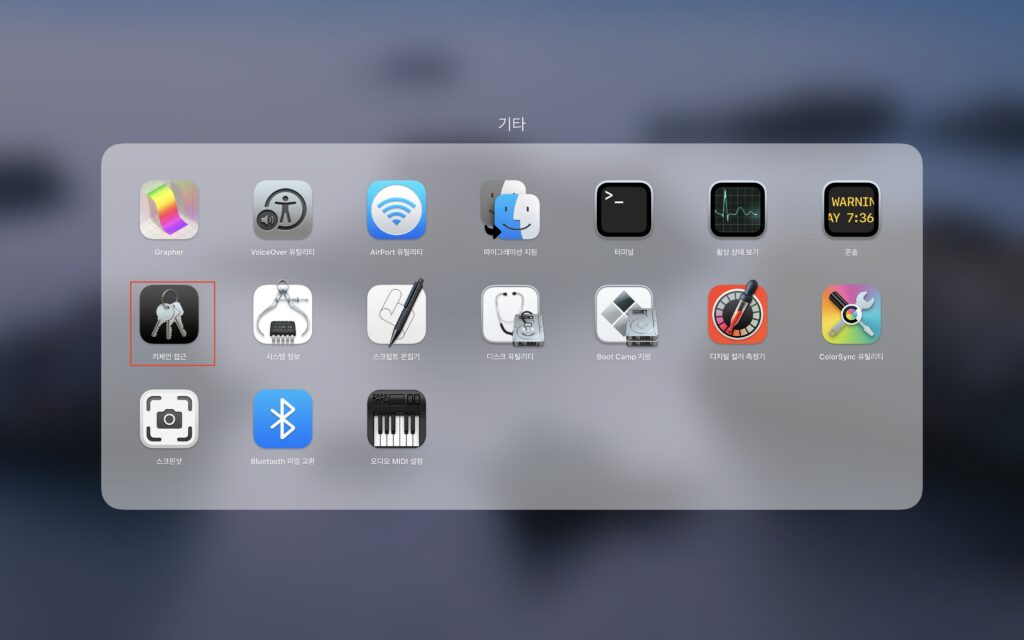 기타
Grapher
VoiceOver 유틸리티
AirPort 유틸리티
마이그레이션 지원
터미널
활성 상태 보기
콘솔
>_
WARNIN
AY 7:36
키체인 접근
시스템 정보
스크립트 편집기
디스크 유틸리티
Boot Camp 지원
디지털 컬러 측정기
ColorSync 유틸리티
스크린샷
Bluetooth 파일 교환
오디오 MIDI 설정